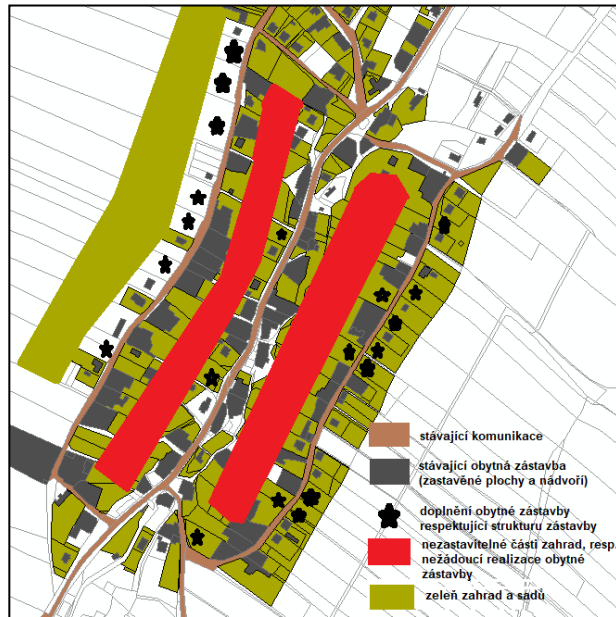 stávající komunikace
stávající obytná zástavba
(zastavěné plochy a nádvoří)
doplnění obytné zástavby
respektující strukturu zástavby
nezastavitelné části zahrad, resp.
nežádoucí realizace obytné
zástavby
zeleň zahrad a sadů